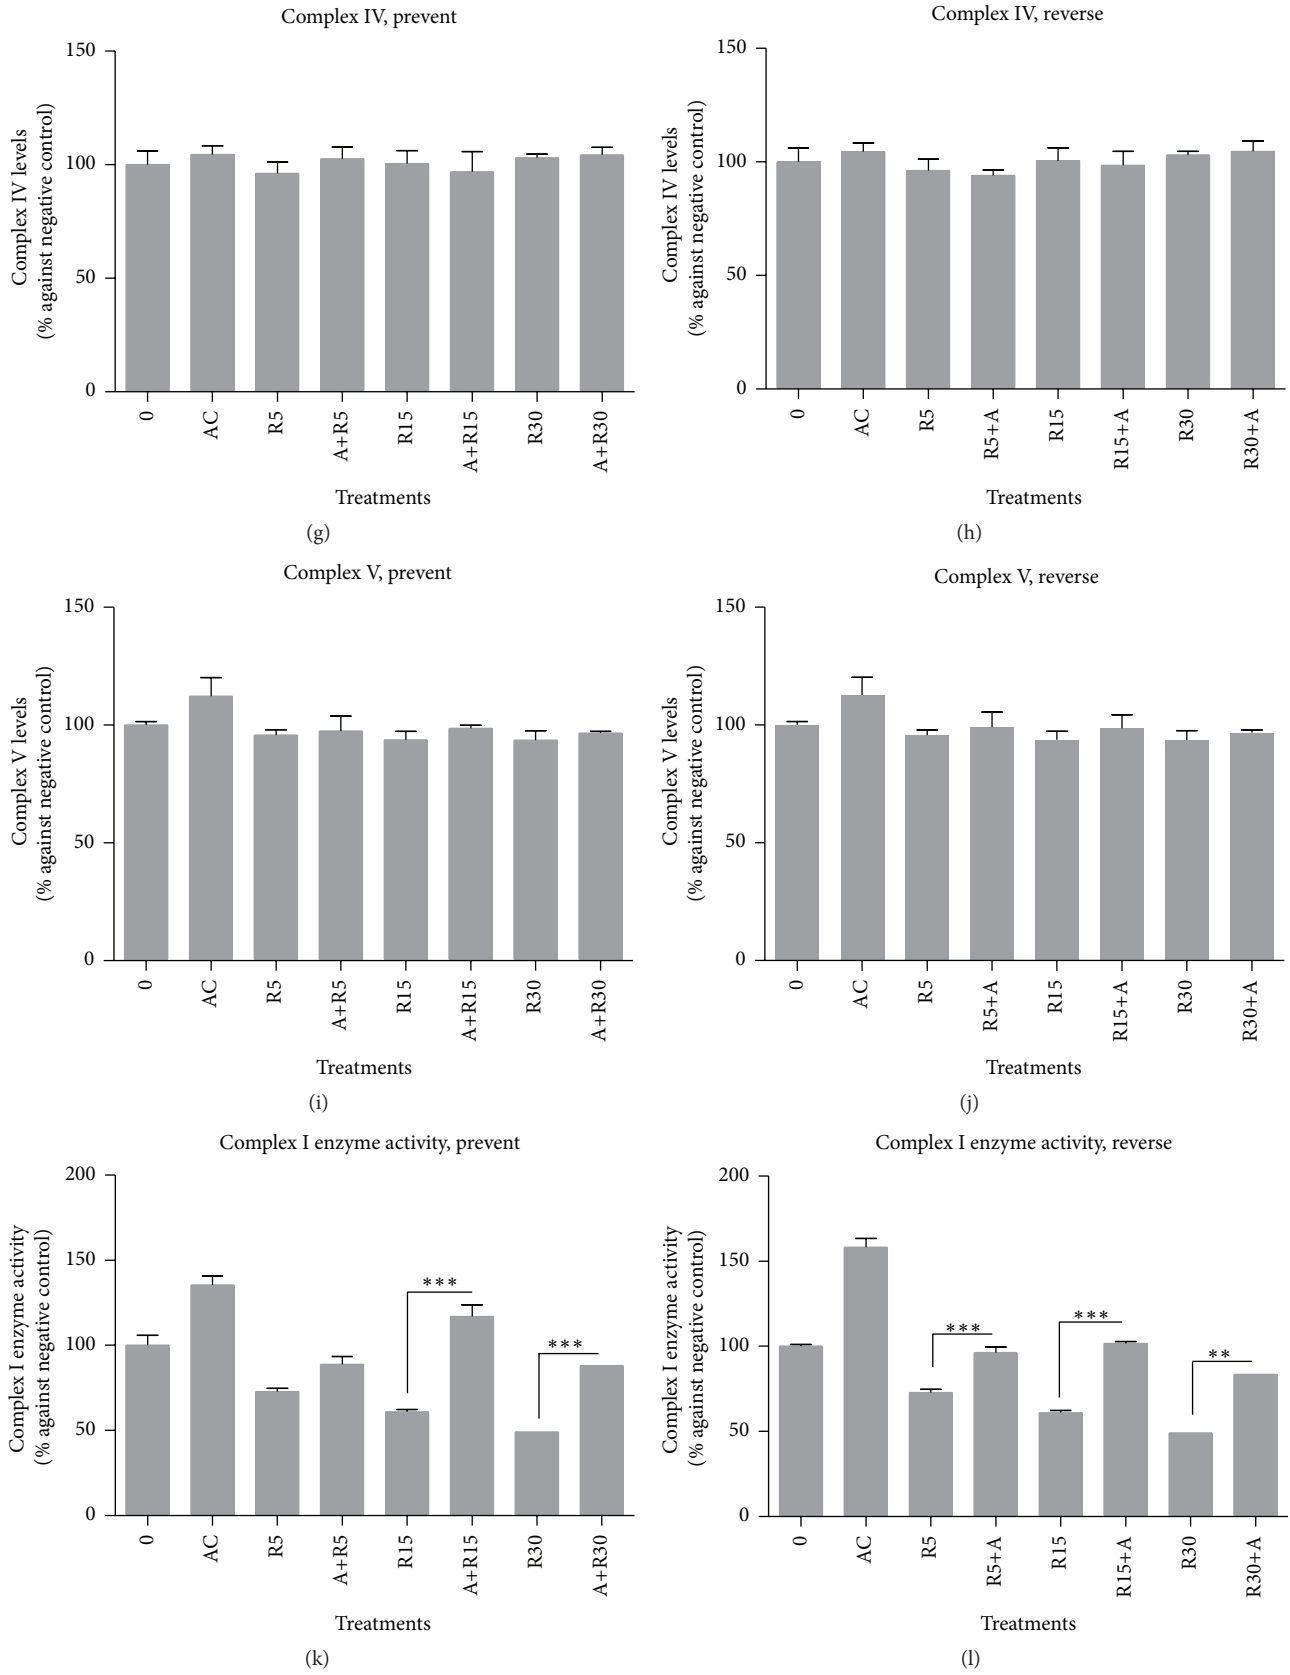 Complex IV, prevent
150
100
50
0
Complex IV levels
(% against negative control)
0
AC
R5
A+R5
R15
A+R15
R30
A+R30
Treatments
(g)
Complex IV, reverse
150
100
50
0
Complex IV levels
(% against negative control)
0
AC
R5
R5+A
R15
R15+A
R30
R30+A
Treatments
(h)
Complex V, prevent
150
100
50
0
Complex V levels
(% against negative control)
0
AC
R5
A+R5
R15
A+R15
R30
A+R30
Treatments
(i)
Complex V, reverse
150
100
50
0
Complex V levels
(% against negative control)
0
AC
R5
R5+A
R15
R15+A
R30
R30+A
Treatments
(j)
Complex I enzyme activity, prevent
200
150
100
50
0
Complex I enzyme activity
(% against negative control)
***
***
0
AC
R5
A+R5
R15
A+R15
R30
A+R30
Treatments
(k)
Complex I enzyme activity, reverse
200
150
100
50
0
Complex I enzyme activity
(% against negative control)
***
***
**
0
AC
R5
R5+A
R15
R15+A
R30
R30+A
Treatments
(l)